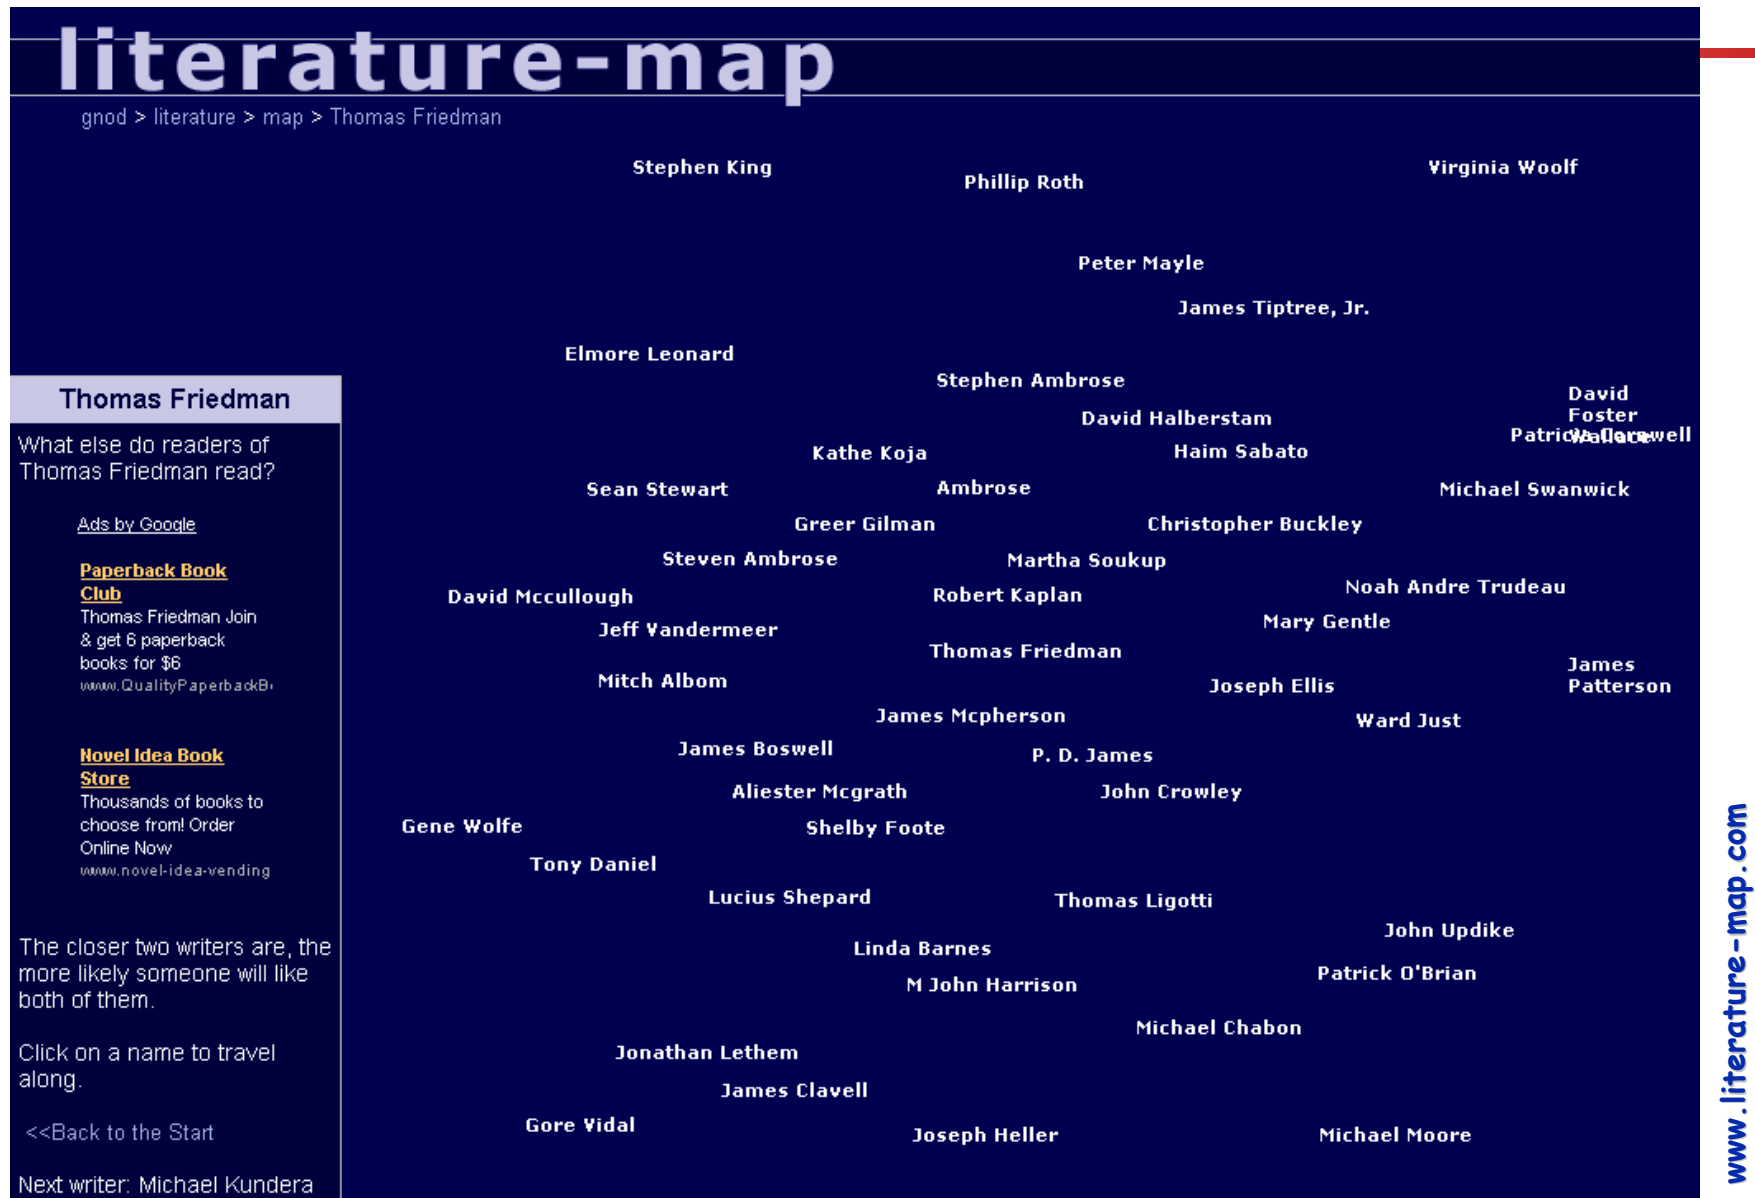 literature-map
gnod > literature > map > Thomas Friedman
Stephen King
Phillip Roth
Virginia Woolf
Peter Mayle
James Tiptree, Jr.
Elmore Leonard
Stephen Ambrose
David Halberstam
David
Foster
Wallace
Patricia Cornwell
Kathe Koja
Haim Sabato
Sean Stewart
Ambrose
Michael Swanwick
Greer Gilman
Christopher Buckley
Steven Ambrose
Martha Soukup
Noah Andre Trudeau
David Mccullough
Robert Kaplan
Mary Gentle
Jeff Vandermeer
Thomas Friedman
James
Patterson
Mitch Albom
Joseph Ellis
James Mcpherson
Ward Just
James Boswell
P. D. James
Aliester Mcgrath
John Crowley
Gene Wolfe
Shelby Foote
Tony Daniel
Lucius Shepard
Thomas Ligotti
John Updike
Linda Barnes
Patrick O'Brian
M John Harrison
Michael Chabon
Jonathan Lethem
James Clavell
Gore Vidal
Joseph Heller
Michael Moore
Thomas Friedman
What else do readers of
Thomas Friedman read?
Ads by Google
Paperback Book
Club
Thomas Friedman Join
& get 6 paperback
books for $6
www.QualityPaperbackB
Novel Idea Book
Store
Thousands of books to
choose from! Order
Online Now
www.novel-idea-vending
The closer two writers are, the
more likely someone will like
both of them.
Click on a name to travel
along.
<<Back to the Start
Next writer: Michael Kundera
www.literature-map.com